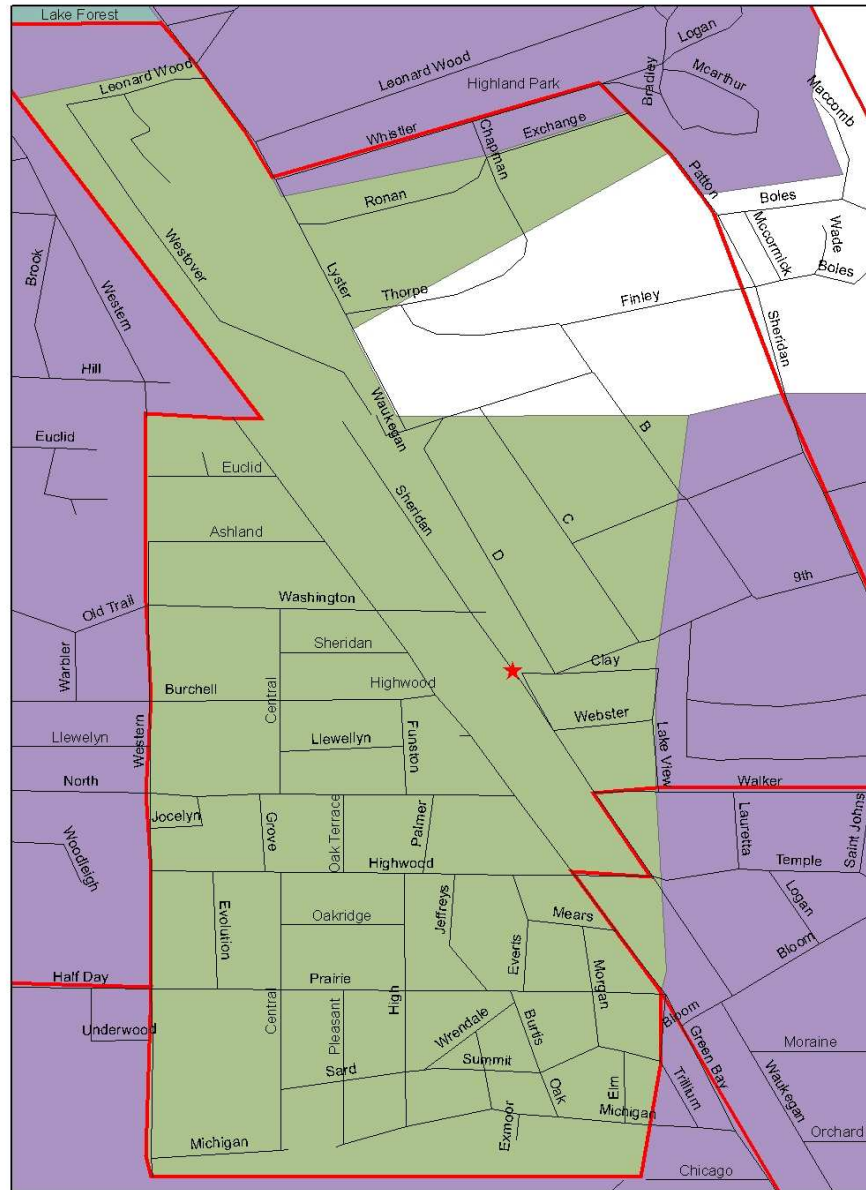 Lake Forest
Logan
Leonard Wood
Leonard Wood
Highland Park
Bradley
Mcarthur
Maccomb
Whistler
Chapman
Exchange
Ronan
Patton
Boles
Mccormick
Wade
Boles
Brook
Western
Westover
Lyster
Thorpe
Finley
Sheridan
Hill
Waukegan
B
Euclid
Euclid
Sheridan
C
D
Ashland
9th
Old Trail
Washington
Warbler
Sheridan
Clay
Burchell
Central
Highwood
Webster
Llewelyn
Western
Llewellyn
Funston
Lake View
North
Walker
Jocelyn
Grove
Oak Terrace
Palmer
Lauretta
Saint Johns
Woodleigh
Highwood
Temple
Evolution
Oakridge
Jeffreys
Mears
Logan
Everts
Bloom
Morgan
Half Day
Prairie
High
Underwood
Central
Pleasant
Wrendale
Burtis
Bloom
Green Bay
Moraine
Summit
Sard
Oak
Elm
Trillium
Waukegan
Michigan
Exmoor
Michigan
Orchard
Chicago